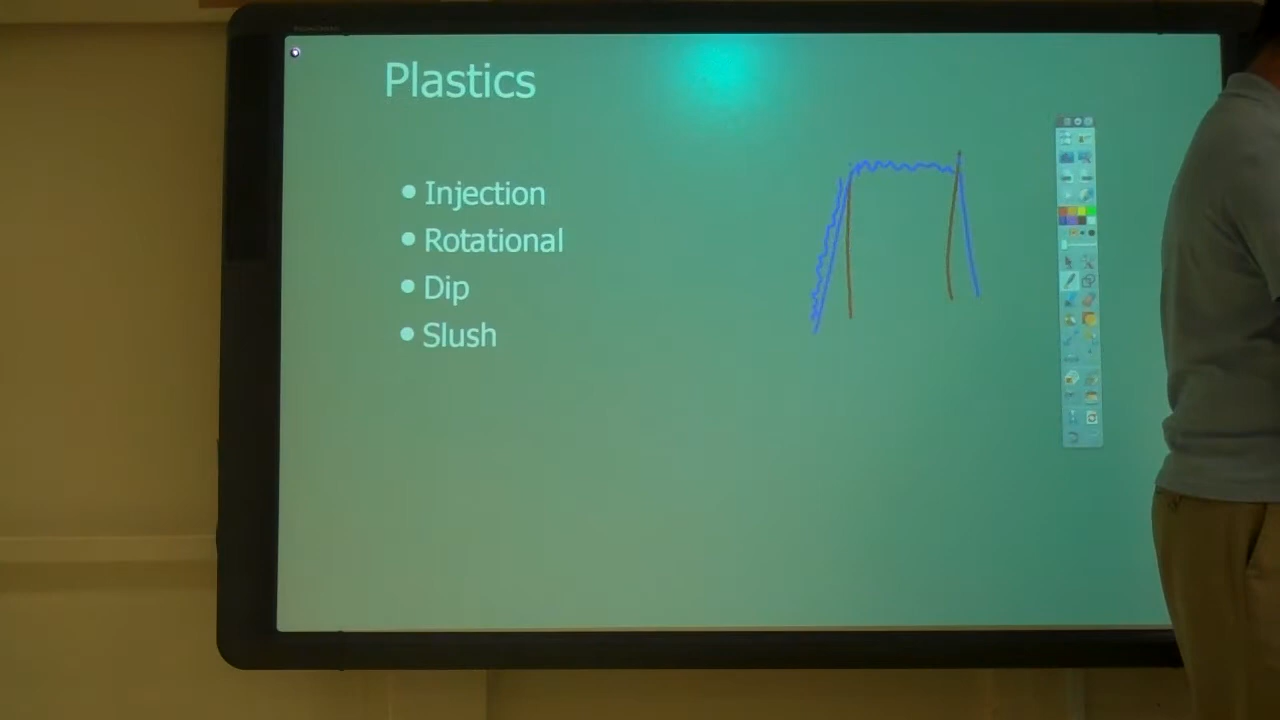 Plastics
• Injection
• Rotational
• Dip
• Slush